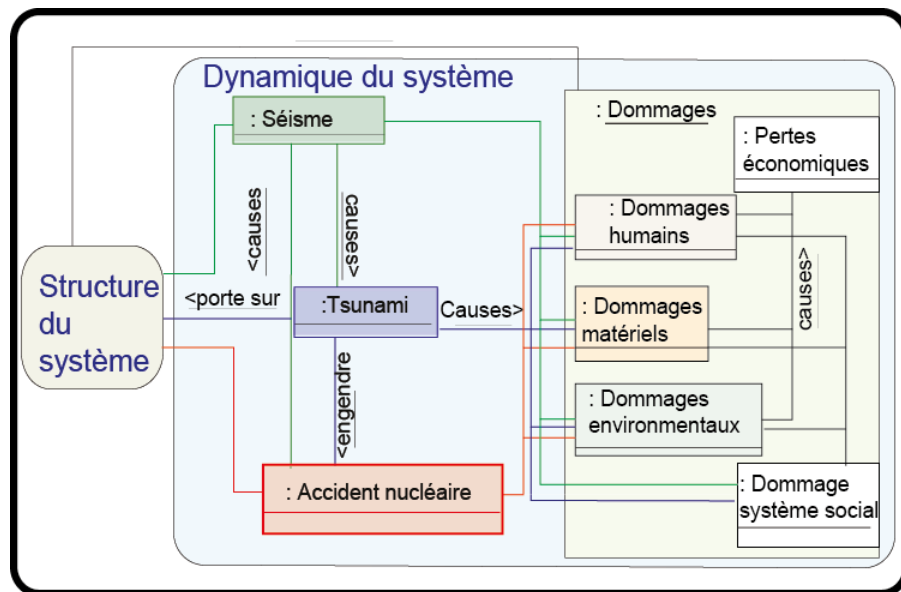 Dynamique du système
: Séisme
: Dommages
: Pertes
économiques
<causes
causes>
: Dommages
humains
Structure
du
système
<porte sur
:Tsunami
Causes>
: Dommages
matériels
causes>
<engendre
: Dommages
environnementaux
: Accident nucléaire
: Dommage
système social